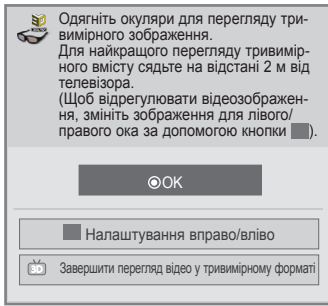 Одягніть окуляри для перегляду три-
вимірного зображення.
Для найкращого перегляду тривимір-
ного вмісту сядьте на відстані 2 м від
телевізора.
(Щоб відрегулювати відеозображен-
ня, змініть зображення для лівого/
правого ока за допомогою кнопки ).
OK
Налаштування вправо/вліво
3D Завершити перегляд відео у тривимірному форматі